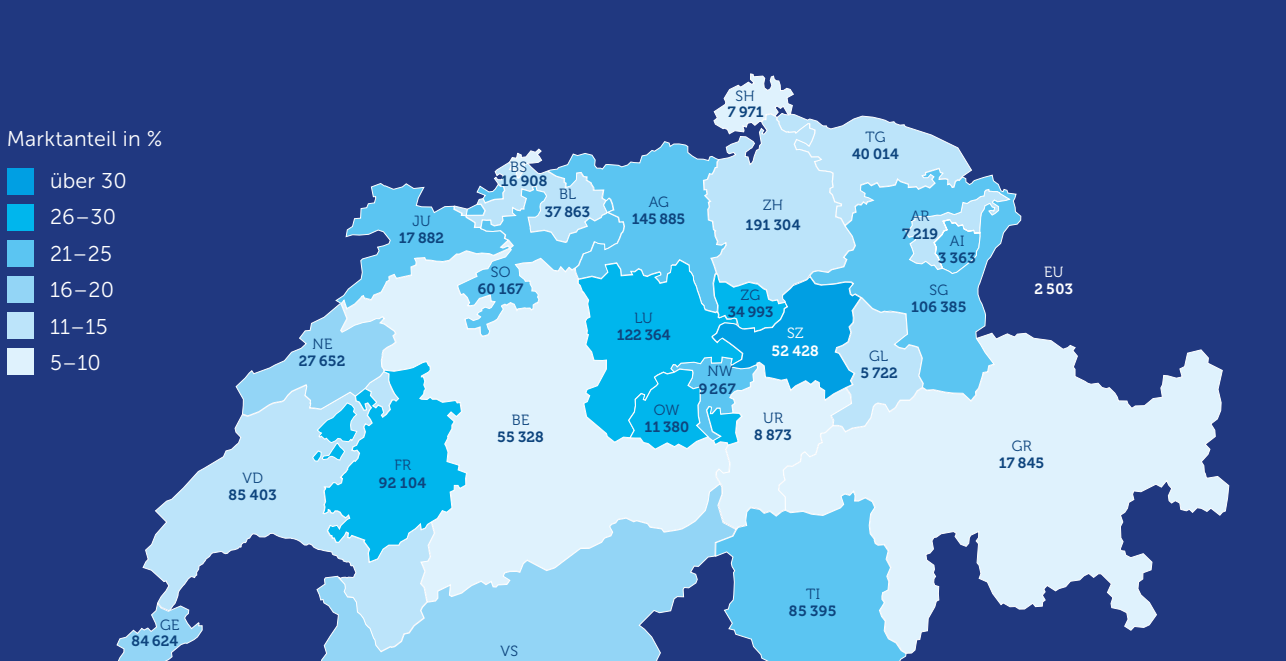 Marktanteil in %
über 30
26–30
21–25
16–20
11–15
5–10
SH
7 971
TG
40 014
BS
16 908
BL
37 863
AG
145 885
ZH
191 304
AR
7 219
AI
3 363
JU
17 882
SO
60 167
EU
2 503
ZG
34 993
SG
106 385
LU
122 364
SZ
52 428
NE
27 652
GL
5 722
NW
9 267
OW
11 380
BE
55 328
UR
8 873
GR
17 845
FR
92 104
VD
85 403
TI
85 395
GE
84 624
VS